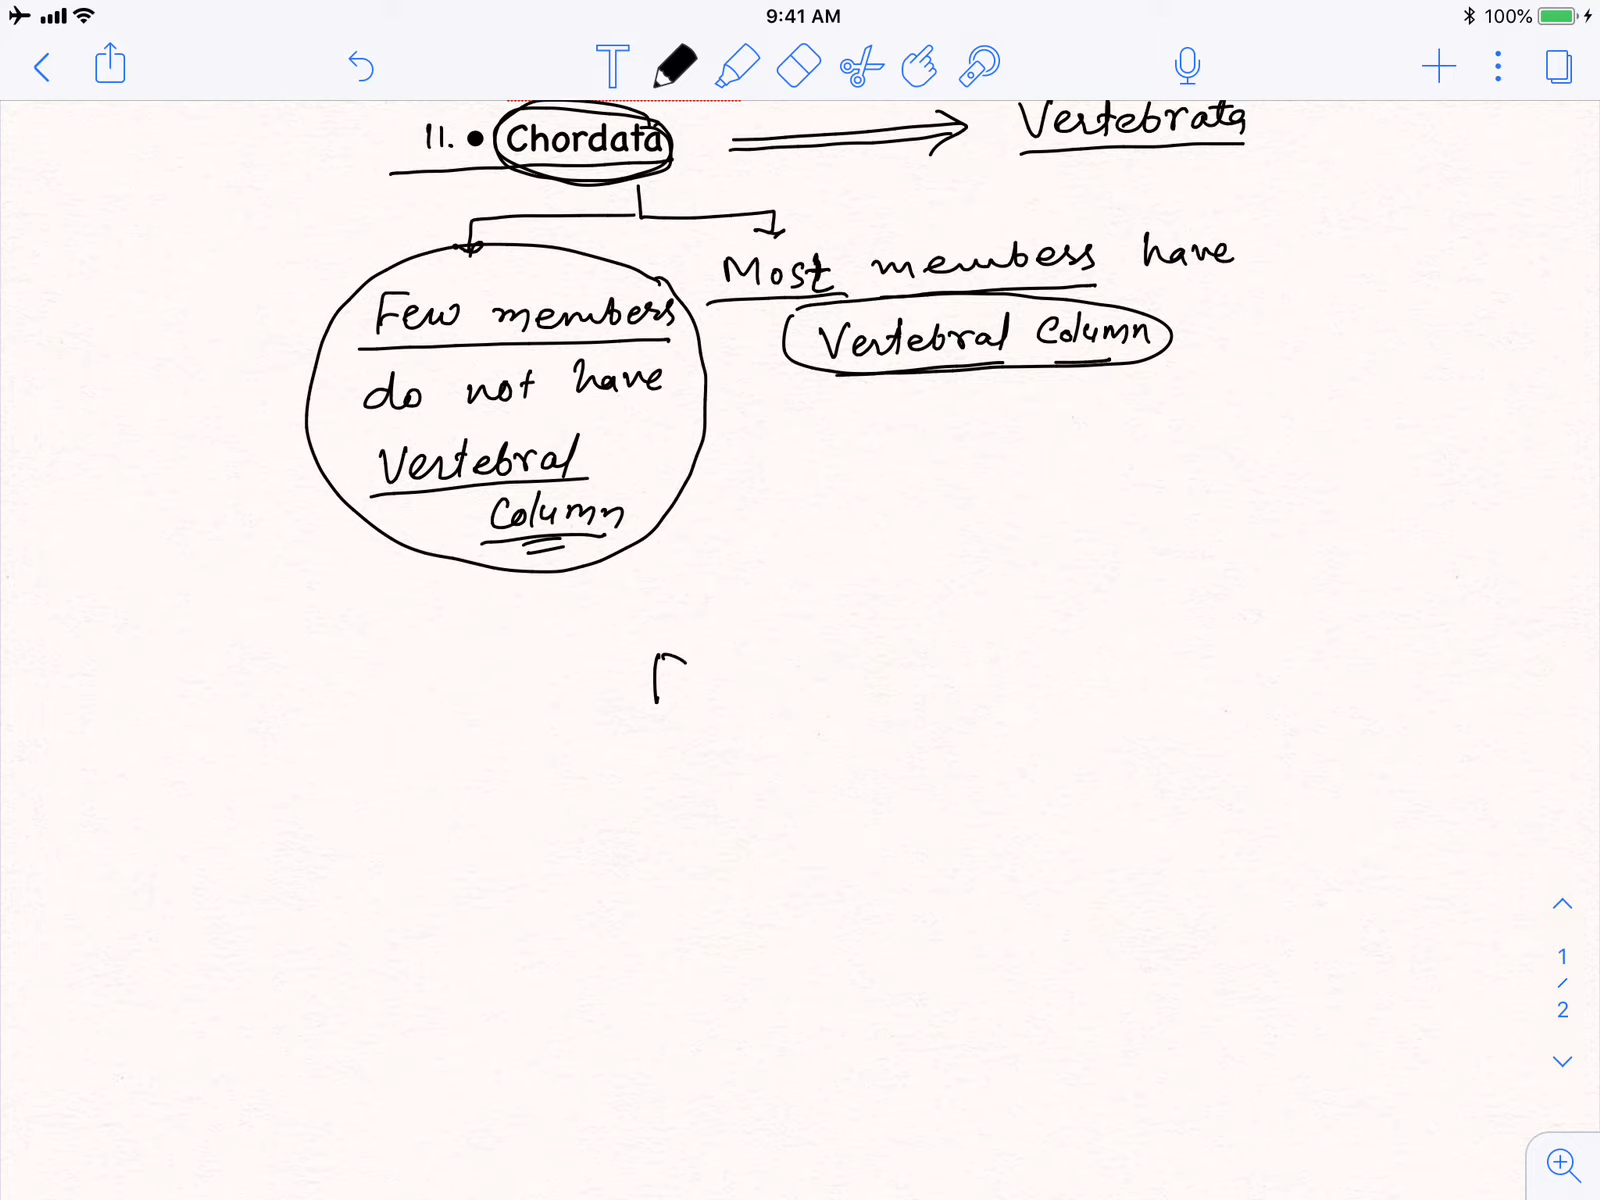 9:41 AM
100%
11. • Chordata
Vertebrata
Most members have
Vertebral Column
Few members
do not have
Vertebral
Column
1
2